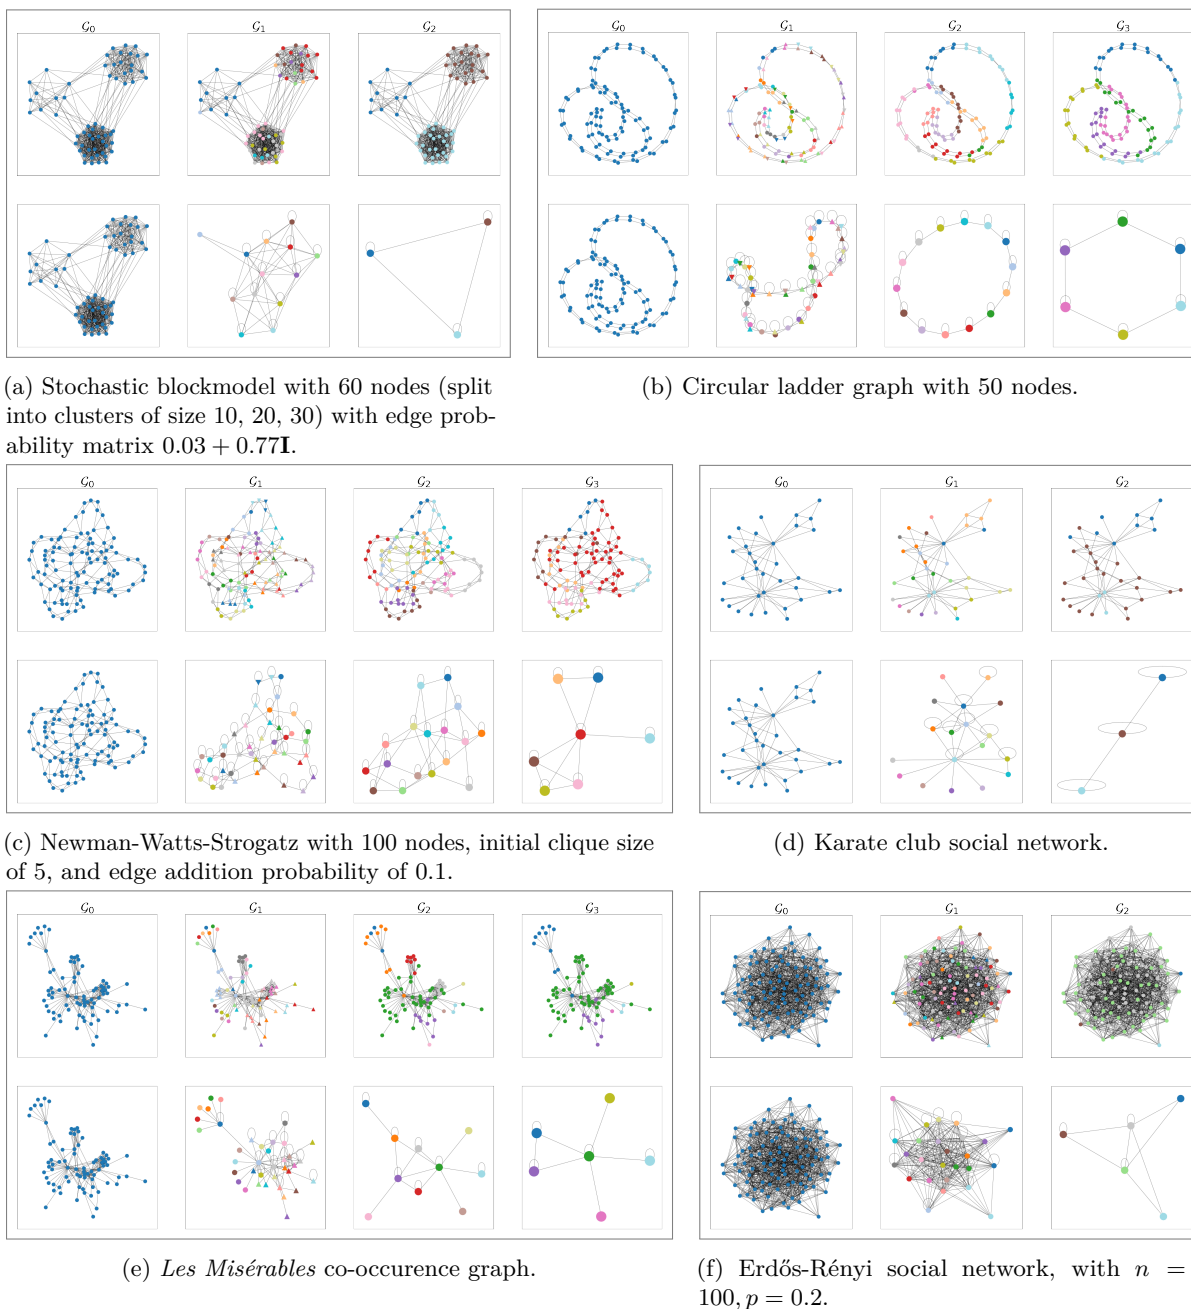 𝒢₀ 𝒢₁ 𝒢₂
𝒢₀ 𝒢₁ 𝒢₂ 𝒢₃
(a) Stochastic blockmodel with 60 nodes (split
into clusters of size 10, 20, 30) with edge prob-
ability matrix 0.03 + 0.77𝐈.
(b) Circular ladder graph with 50 nodes.
𝒢₀ 𝒢₁ 𝒢₂ 𝒢₃
𝒢₀ 𝒢₁ 𝒢₂
(c) Newman-Watts-Strogatz with 100 nodes, initial clique size
of 5, and edge addition probability of 0.1.
(d) Karate club social network.
𝒢₀ 𝒢₁ 𝒢₂ 𝒢₃
𝒢₀ 𝒢₁ 𝒢₂
(e) Les Misérables co-occurence graph.
(f) Erdős-Rényi social network, with n =
100, p = 0.2.